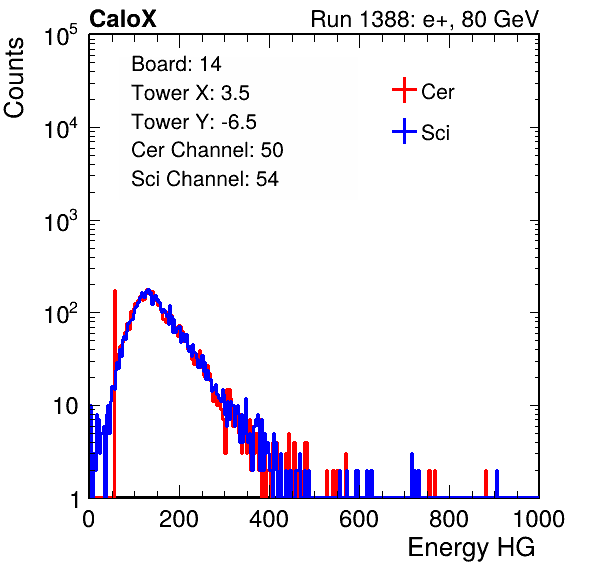 CaloX Run 1388: e+, 80 GeV
Counts
10^5
10^4
10^3
10^2
10
1
Board: 14
Tower X: 3.5
Tower Y: -6.5
Cer Channel: 50
Sci Channel: 54
Cer
Sci
0 200 400 600 800 1000
Energy HG